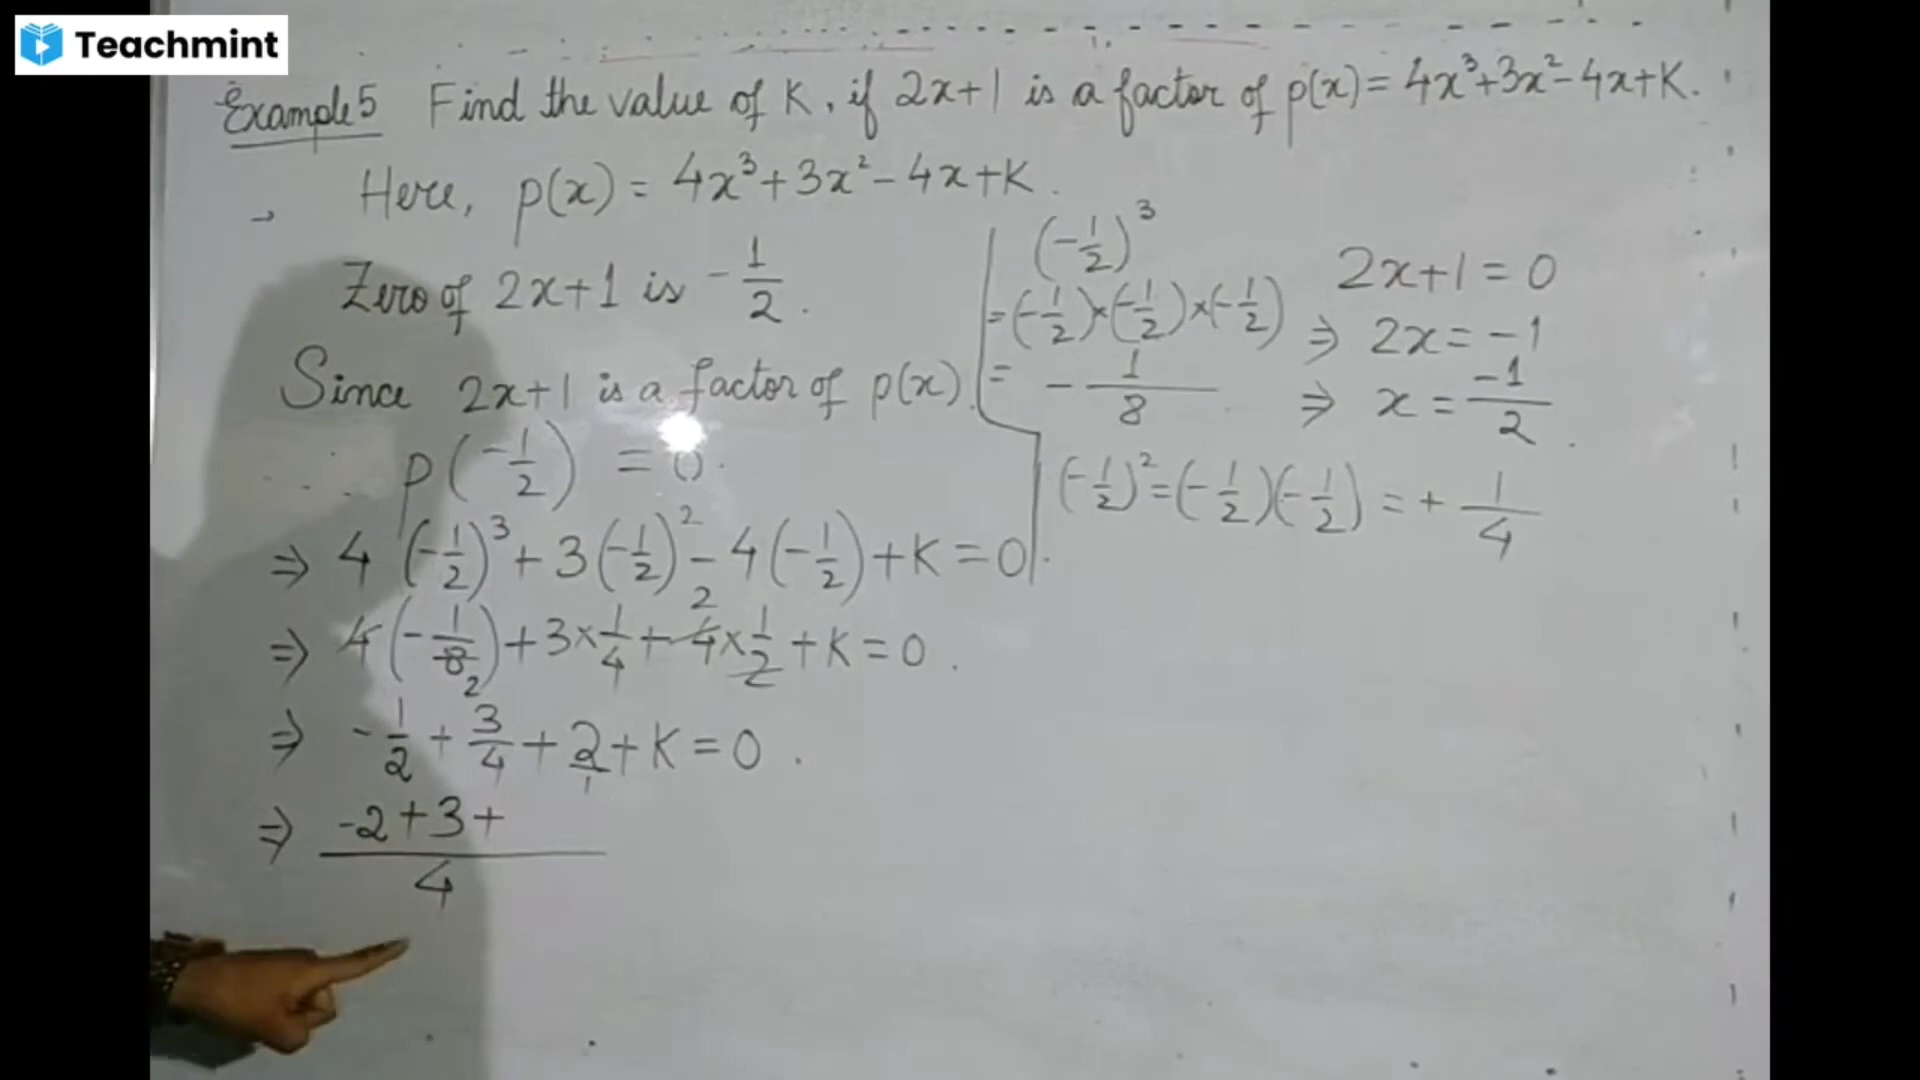 Teachmint
Example 5 Find the value of K, if 2x+1 is a factor of p(x) = 4x³+3x²-4x+K.
→ Here, p(x) = 4x³+3x²-4x+K.
Zero of 2x+1 is -1/2.
Since 2x+1 is a factor of p(x).
p(-1/2) = 0.
⇒ 4(-1/2)³+3(-1/2)²-4(-1/2)+K=0.
⇒ 4(-1/8)+3×1/4+4×1/2+K=0.
2
2
⇒ -1/2+3/4+2/1+K=0.
⇒ -2+3+
4
(-1/2)³
=(-1/2)×(-1/2)×(-1/2)
= -1/8
(-1/2)²=(-1/2)(-1/2)=+1/4
2x+1=0
⇒ 2x=-1
⇒ x=-1/2.